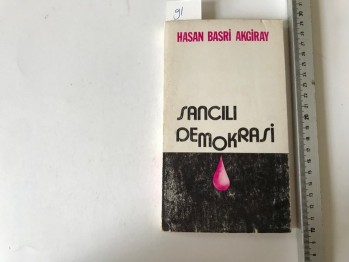 91
HASAN BASRİ AKGİRAY
SANCILI
DEMOKRASİ